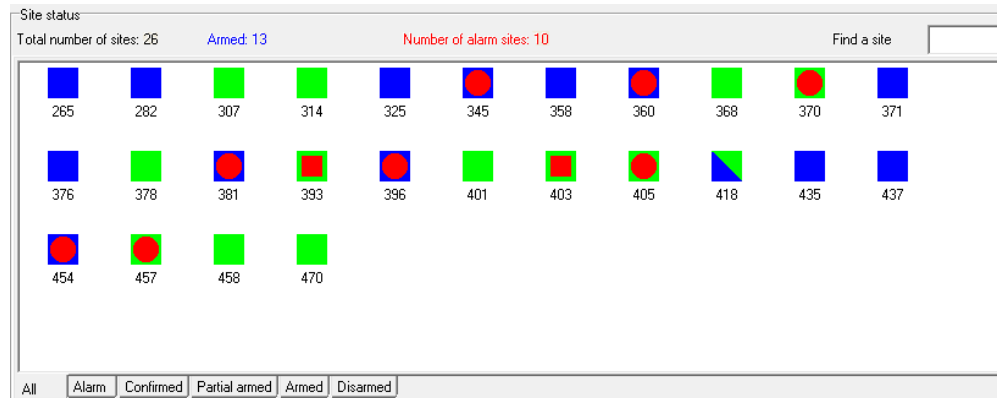 Site status
Total number of sites: 26 Armed: 13 Number of alarm sites: 10 Find a site
265 282 307 314 325 345 358 360 368 370 371
376 378 381 393 396 401 403 405 418 435 437
454 457 458 470
All Alarm Confirmed Partial armed Armed Disarmed